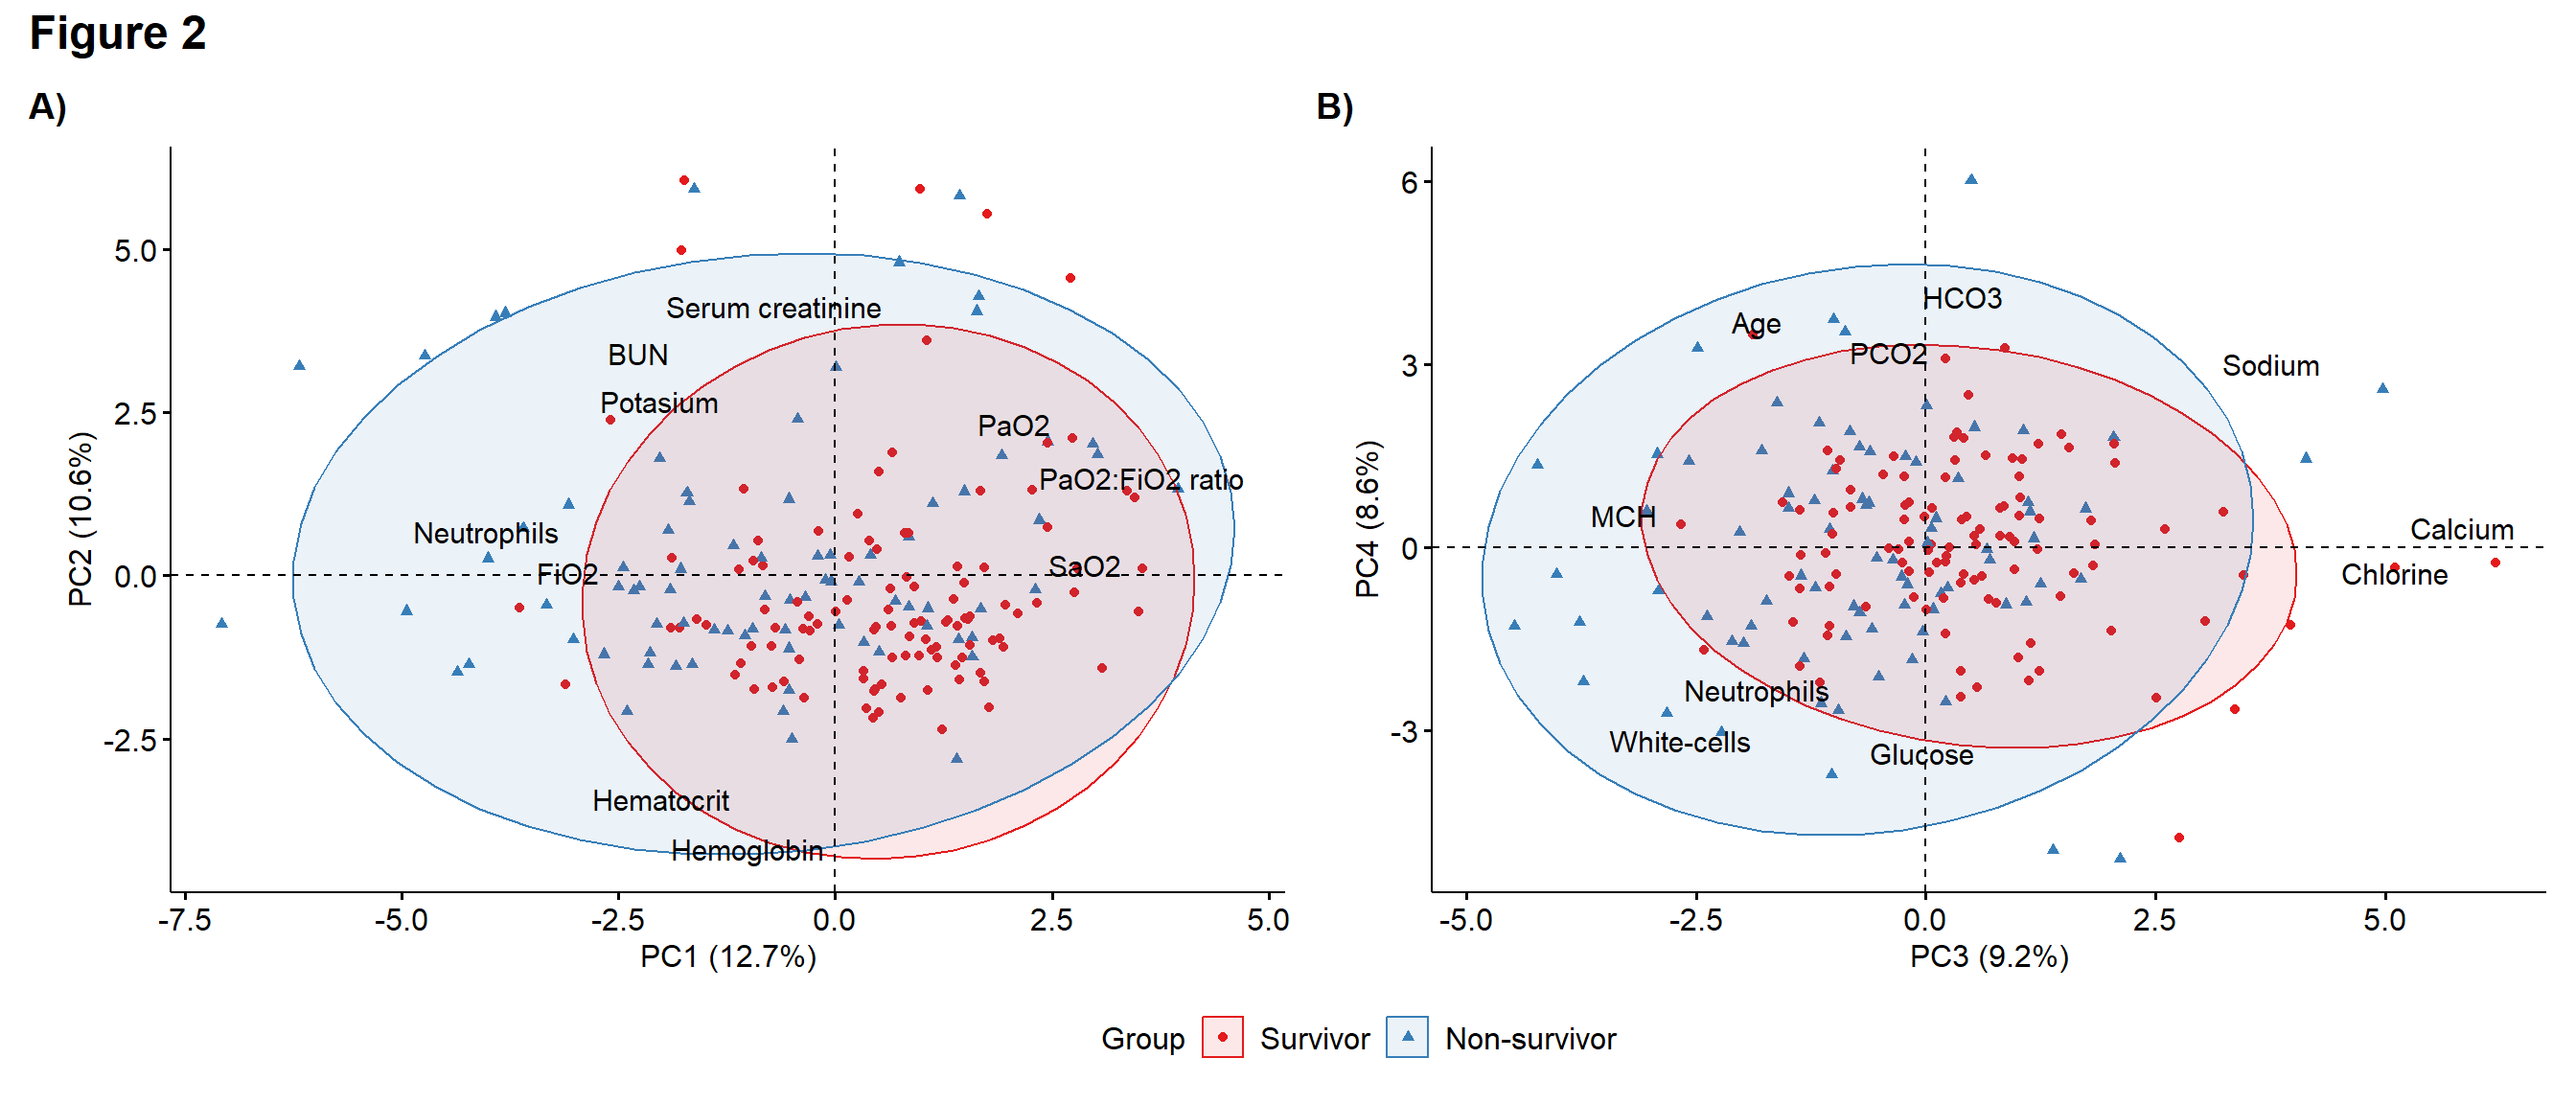 Figure 2
A)
5.0
2.5
0.0
-2.5
PC2 (10.6%)
Serum creatinine
BUN
Potasium
PaO2
PaO2:FiO2 ratio
Neutrophils
FiO2
SaO2
Hematocrit
Hemoglobin
-7.5 -5.0 -2.5 0.0 2.5 5.0
PC1 (12.7%)
B)
6
3
0
-3
PC4 (8.6%)
HCO3
Age
PCO2
Sodium
MCH
Calcium
Chlorine
Neutrophils
White-cells
Glucose
-5.0 -2.5 0.0 2.5 5.0
PC3 (9.2%)
Group Survivor Non-survivor